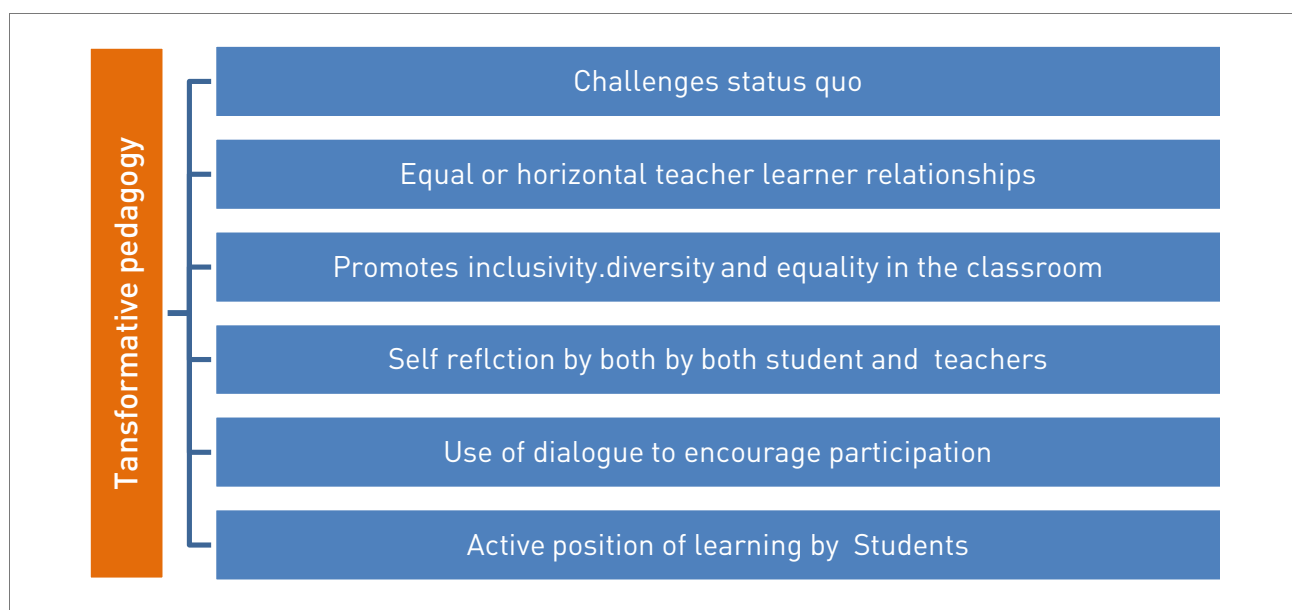 Tansformative pedagogy
Challenges status quo
Equal or horizontal teacher learner relationships
Promotes inclusivity.diversity and equality in the classroom
Self reflction by both by both student and teachers
Use of dialogue to encourage participation
Active position of learning by Students